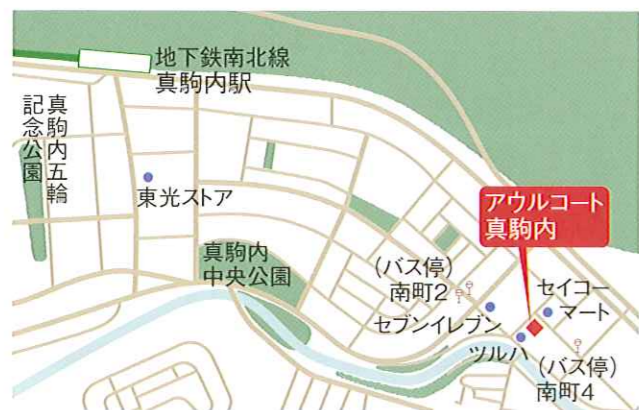 地下鉄南北線
真駒内駅
真駒内五輪
記念公園
東光ストア
真駒内
中央公園
アウルコート
真駒内
(バス停)
南町2
セイコー
マート
セブンイレブン
ツルハ
(バス停)
南町4